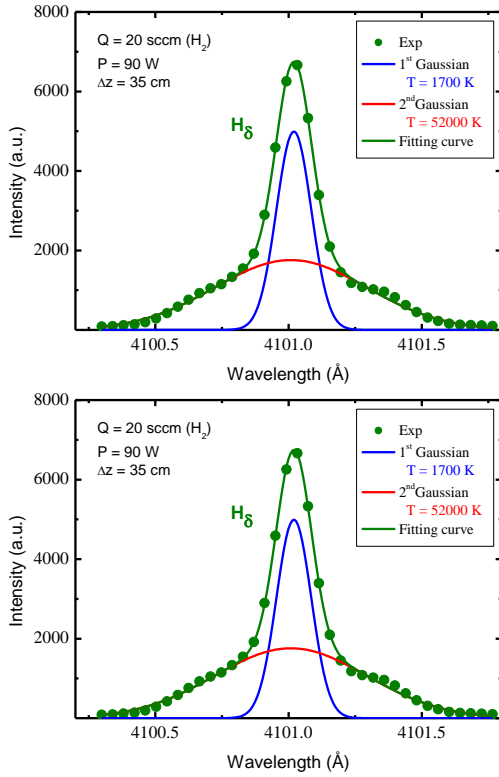 8000
6000
4000
2000
Intensity (a.u.)
Q = 20 sccm (H₂)
P = 90 W
Δz = 35 cm
Hδ
Exp
1ˢᵗ Gaussian
T = 1700 K
2ⁿᵈGaussian
T = 52000 K
Fitting curve
4100.5 4101.0 4101.5
Wavelength (Å)
8000
6000
4000
2000
0
Intensity (a.u.)
Q = 20 sccm (H₂)
P = 90 W
Δz = 35 cm
Hδ
Exp
1ˢᵗ Gaussian
T = 1700 K
2ⁿᵈGaussian
T = 52000 K
Fitting curve
4100.5 4101.0 4101.5
Wavelength (Å)